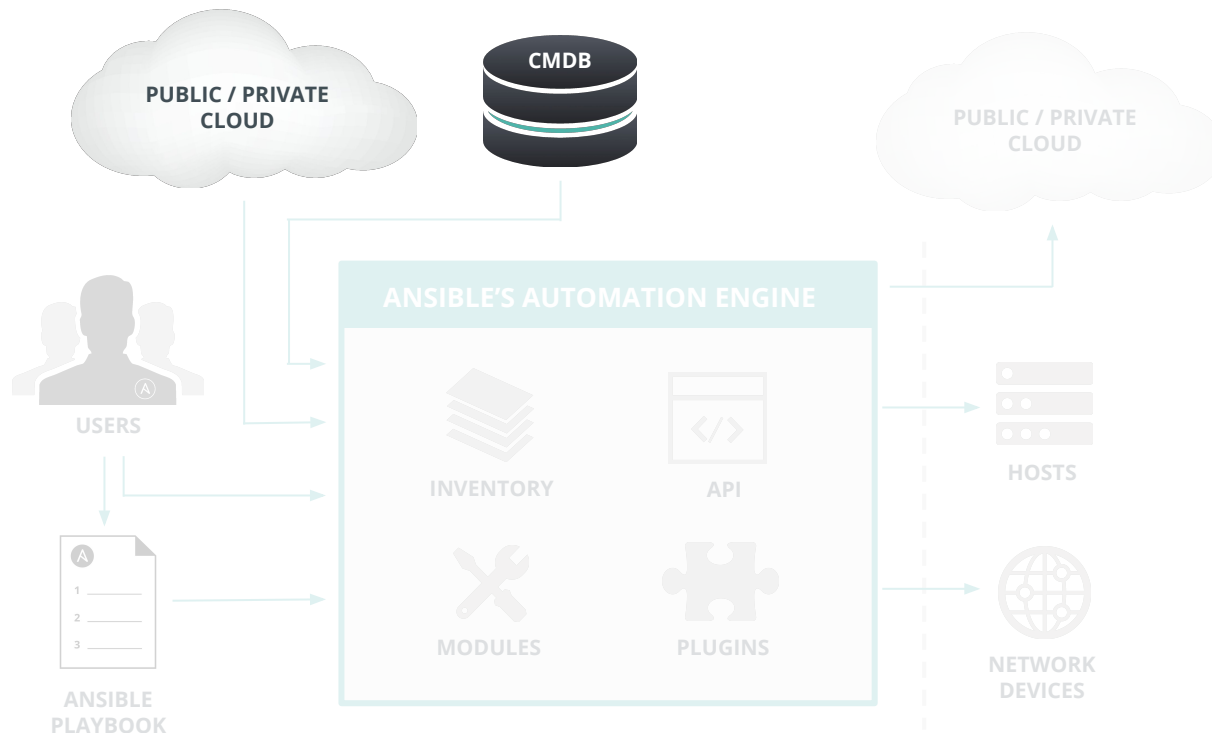 PUBLIC / PRIVATE
CLOUD
CMDB
PUBLIC / PRIVATE
CLOUD
ANSIBLE’S AUTOMATION ENGINE
USERS
INVENTORY
</>
API
HOSTS
A
1
2
3
MODULES
PLUGINS
ANSIBLE
PLAYBOOK
NETWORK
DEVICES